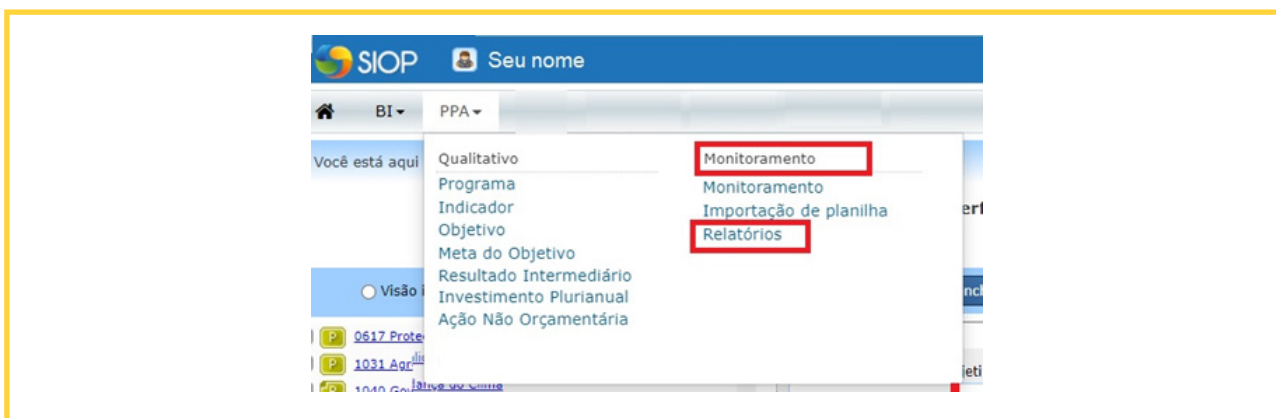 SIOP Seu nome
BI PPA
Você está aqui
Qualitativo
Programa
Indicador
Objetivo
Meta do Objetivo
Resultado Intermediário
Investimento Plurianual
Ação Não Orçamentária
Monitoramento
Monitoramento
Importação de planilha
Relatórios
Visão
0617 Prote
1031 Agr